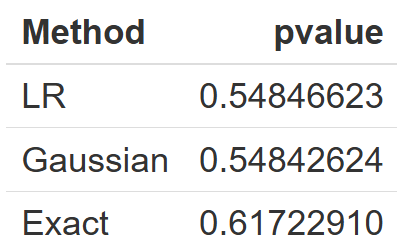 Method pvalue
LR 0.54846623
Gaussian 0.54842624
Exact 0.61722910